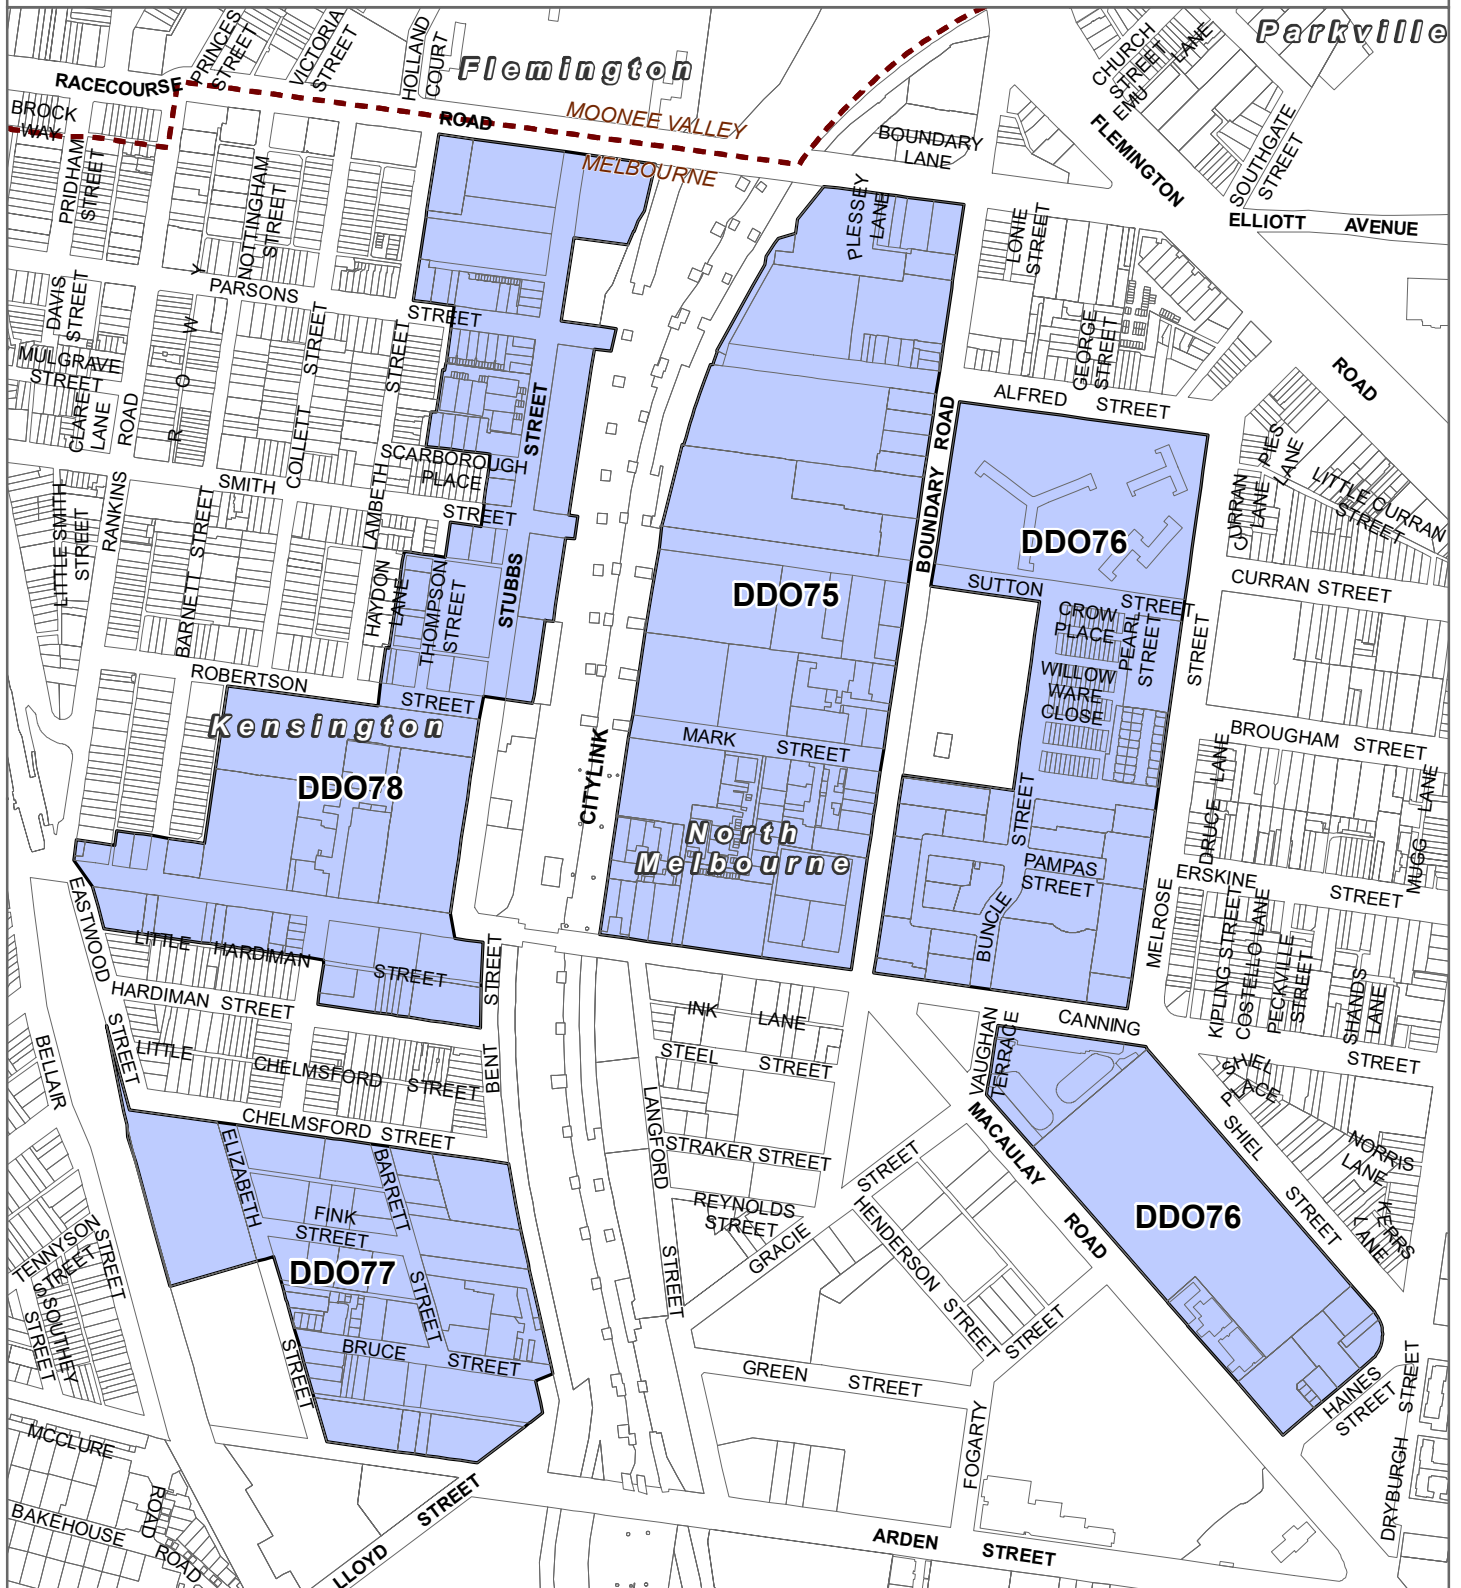 Parkville
Flemington
PRINCES
STREET
VICTORIA
STREET
HOLLAND
COURT
CHURCH
STREET
EMU
LANE
RACECOURSE
ROAD
BROCK
WAY
MOONEE VALLEY
MELBOURNE
BOUNDARY
LANE
FLEMINGTON
ROAD
SOUTHGATE
STREET
ELLIOTT AVENUE
PRIDHAM
STREET
NOTTINGHAM
STREET
PLESSEY
LANE
LONIE
STREET
DAVIS
STREET
PARSONS
STREET
R O W Y
MULGRAVE
STREET
CLARET
LANE
COLLETT
STREET
LAMBETH
STREET
GEORGE
STREET
ALFRED STREET
STUBBS
STREET
SCARBOROUGH
PLACE
BOUNDARY ROAD
PIES
LANE
CURRAN
LANE
LITTLE CURRAN
STREET
SMITH
STREET
LITTLE SMITH
STREET
RANKINS
ROAD
BARNETT STREET
HAYDON
LANE
THOMPSON
STREET
DDO76
DDO75
SUTTON
STREET
CURRAN STREET
CROW
PLACE
PEARL
STREET
WILLOW
WARE
CLOSE
ROBERTSON
STREET
Kensington
DDO78
CITYLINK
MARK STREET
BROUGHAM STREET
DRUCE LANE
MUGG LANE
North
Melbourne
STREET
PAMPAS
STREET
BUNCLE
ERSKINE
STREET
MELROSE
STREET
KIPLING STREET
COSTELLO LANE
PECKVILLE
STREET
SHANDS
LANE
EASTWOOD
STREET
LITTLE HARDIMAN STREET
HARDIMAN STREET
BENT
STREET
INK LANE
STEEL STREET
CANNING
STREET
VAUGHAN
TERRACE
BELLAIR
STREET
LITTLE CHELMSFORD STREET
CHELMSFORD STREET
LANGFORD
STREET
STRAKER STREET
REYNOLDS
STREET
GRACIE
STREET
HENDERSON STREET
STREET
MACAULAY
ROAD
SHIEL
PLACE
SHIEL
STREET
NORRIS
LANE
KERRS
LANE
DDO76
ELIZABETH
STREET
BARRETT
STREET
FINK
STREET
DDO77
BRUCE STREET
TENNYSON
STREET
SOUTHEY
STREET
GREEN STREET
FOGARTY
HAINES
STREET
DRYBURGH
STREET
MCCLURE
ROAD
BAKEHOUSE
ROAD
LLOYD
STREET
ARDEN STREET